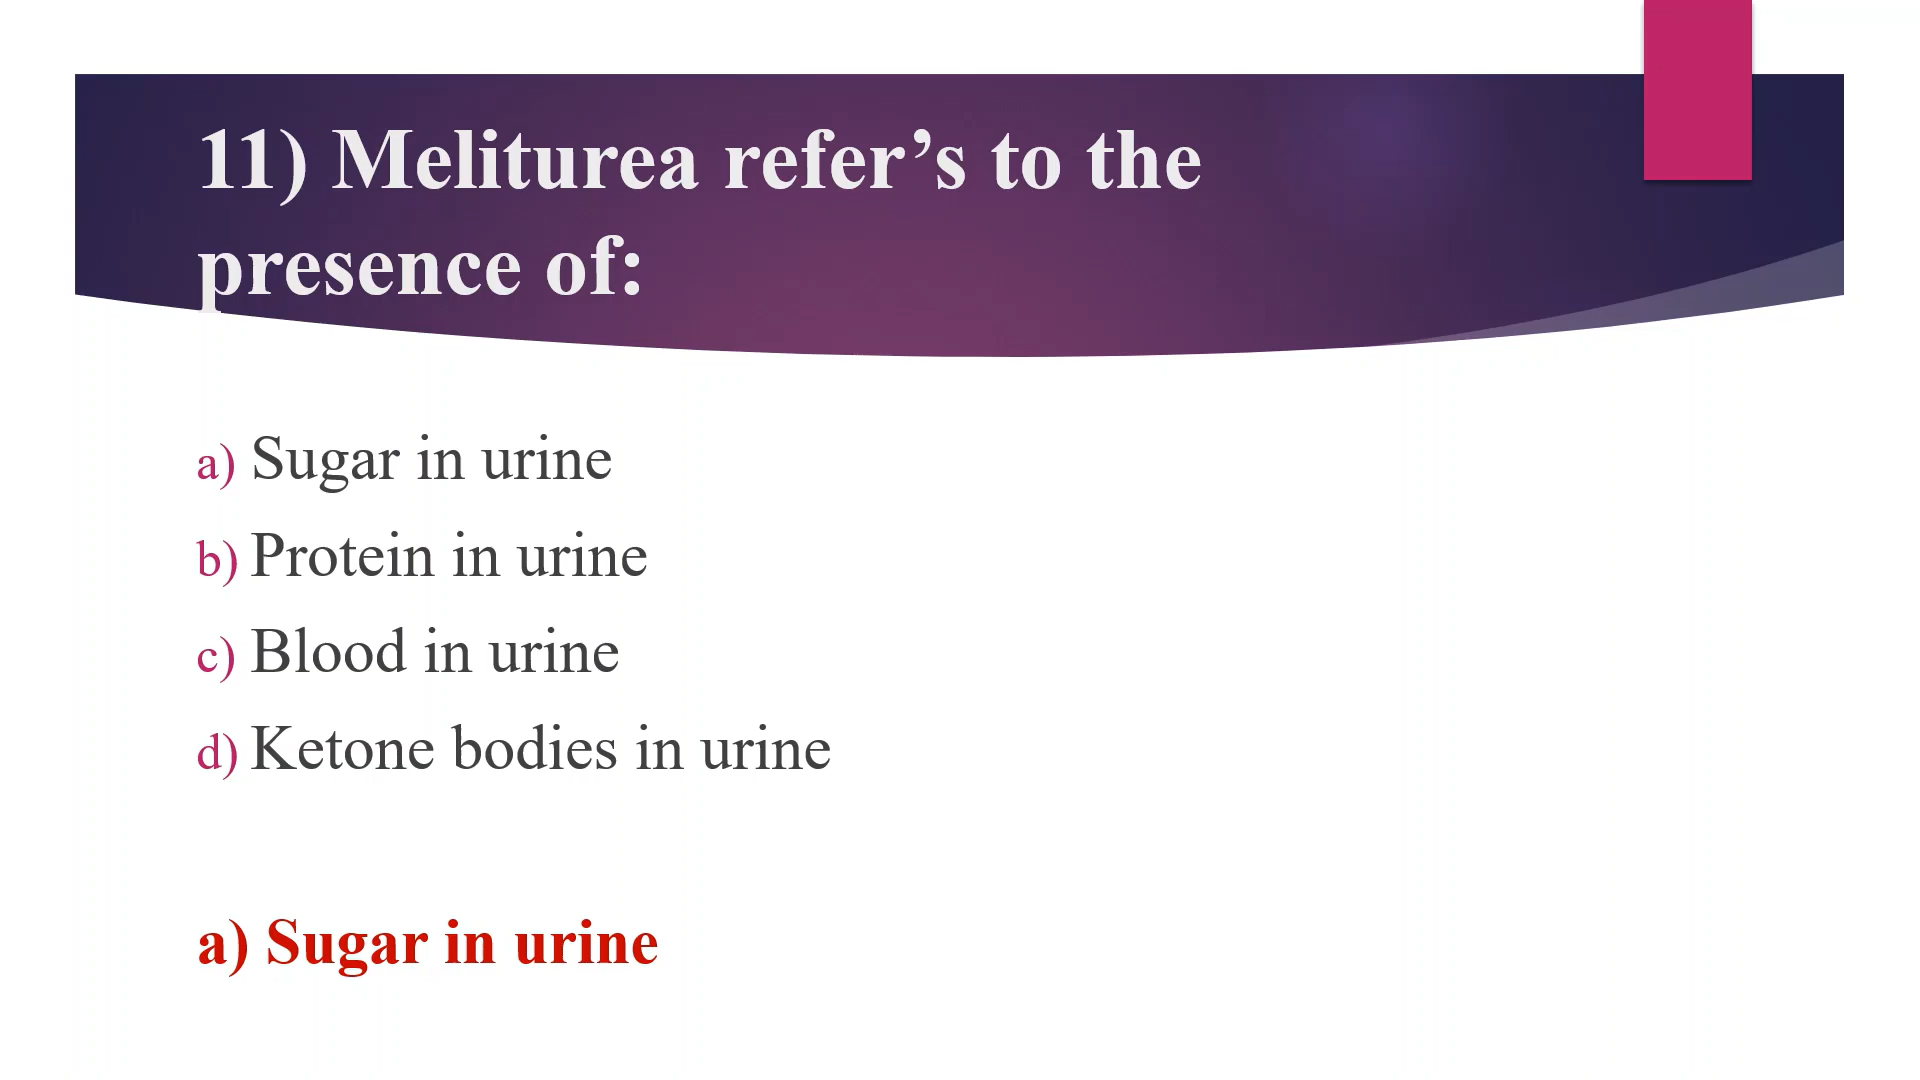 11) Meliturea refer’s to the
presence of:
a) Sugar in urine
b) Protein in urine
c) Blood in urine
d) Ketone bodies in urine
a) Sugar in urine